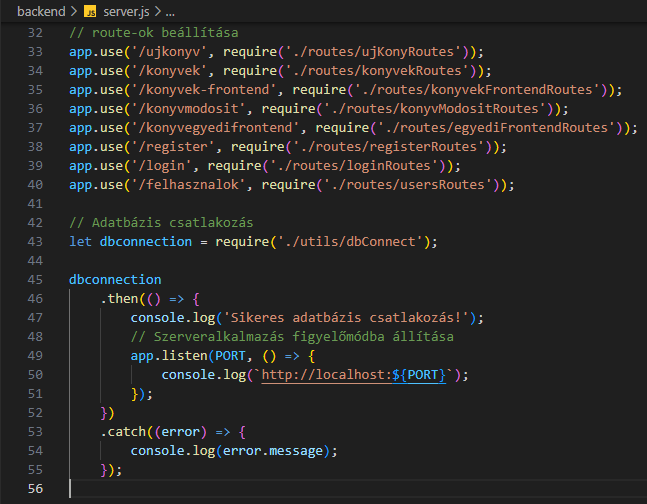 backend > JS server.js > ...
32 // route-ok beállítása
33 app.use('/ujkonyv', require('./routes/ujKonyRoutes'));
34 app.use('/konyvek', require('./routes/konyvekRoutes'));
35 app.use('/konyvek-frontend', require('./routes/konyvekFrontendRoutes'));
36 app.use('/konyvmodosit', require('./routes/konyvModositRoutes'));
37 app.use('/konyvegyedifrontend', require('./routes/egyediFrontendRoutes'));
38 app.use('/register', require('./routes/registerRoutes'));
39 app.use('/login', require('./routes/loginRoutes'));
40 app.use('/felhasznalok', require('./routes/usersRoutes'));
41
42 // Adatbázis csatlakozás
43 let dbconnection = require('./utils/dbConnect');
44
45 dbconnection
46     .then(() => {
47         console.log('Sikeres adatbázis csatlakozás!');
48         // Szerveralkalmazás figyelőmódba állítása
49         app.listen(PORT, () => {
50             console.log(`http://localhost:${PORT}`);
51         });
52     })
53     .catch((error) => {
54         console.log(error.message);
55     });
56